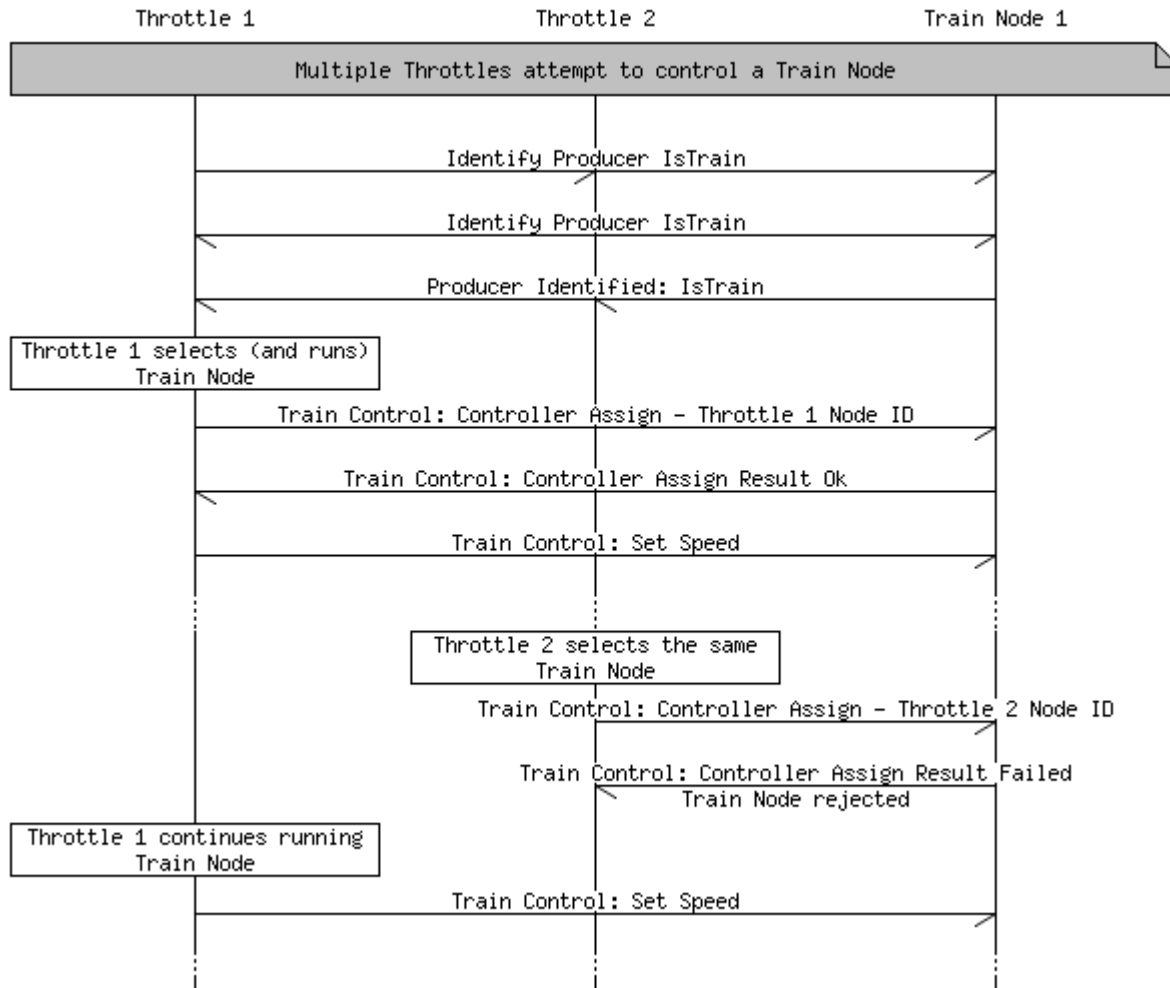 Throttle 1
Throttle 2
Train Node 1
Multiple Throttles attempt to control a Train Node
Identify Producer IsTrain
Identify Producer IsTrain
Producer Identified: IsTrain
Throttle 1 selects (and runs)
Train Node
Train Control: Controller Assign - Throttle 1 Node ID
Train Control: Controller Assign Result Ok
Train Control: Set Speed
Throttle 2 selects the same
Train Node
Train Control: Controller Assign - Throttle 2 Node ID
Train Control: Controller Assign Result Failed
Train Node rejected
Throttle 1 continues running
Train Node
Train Control: Set Speed